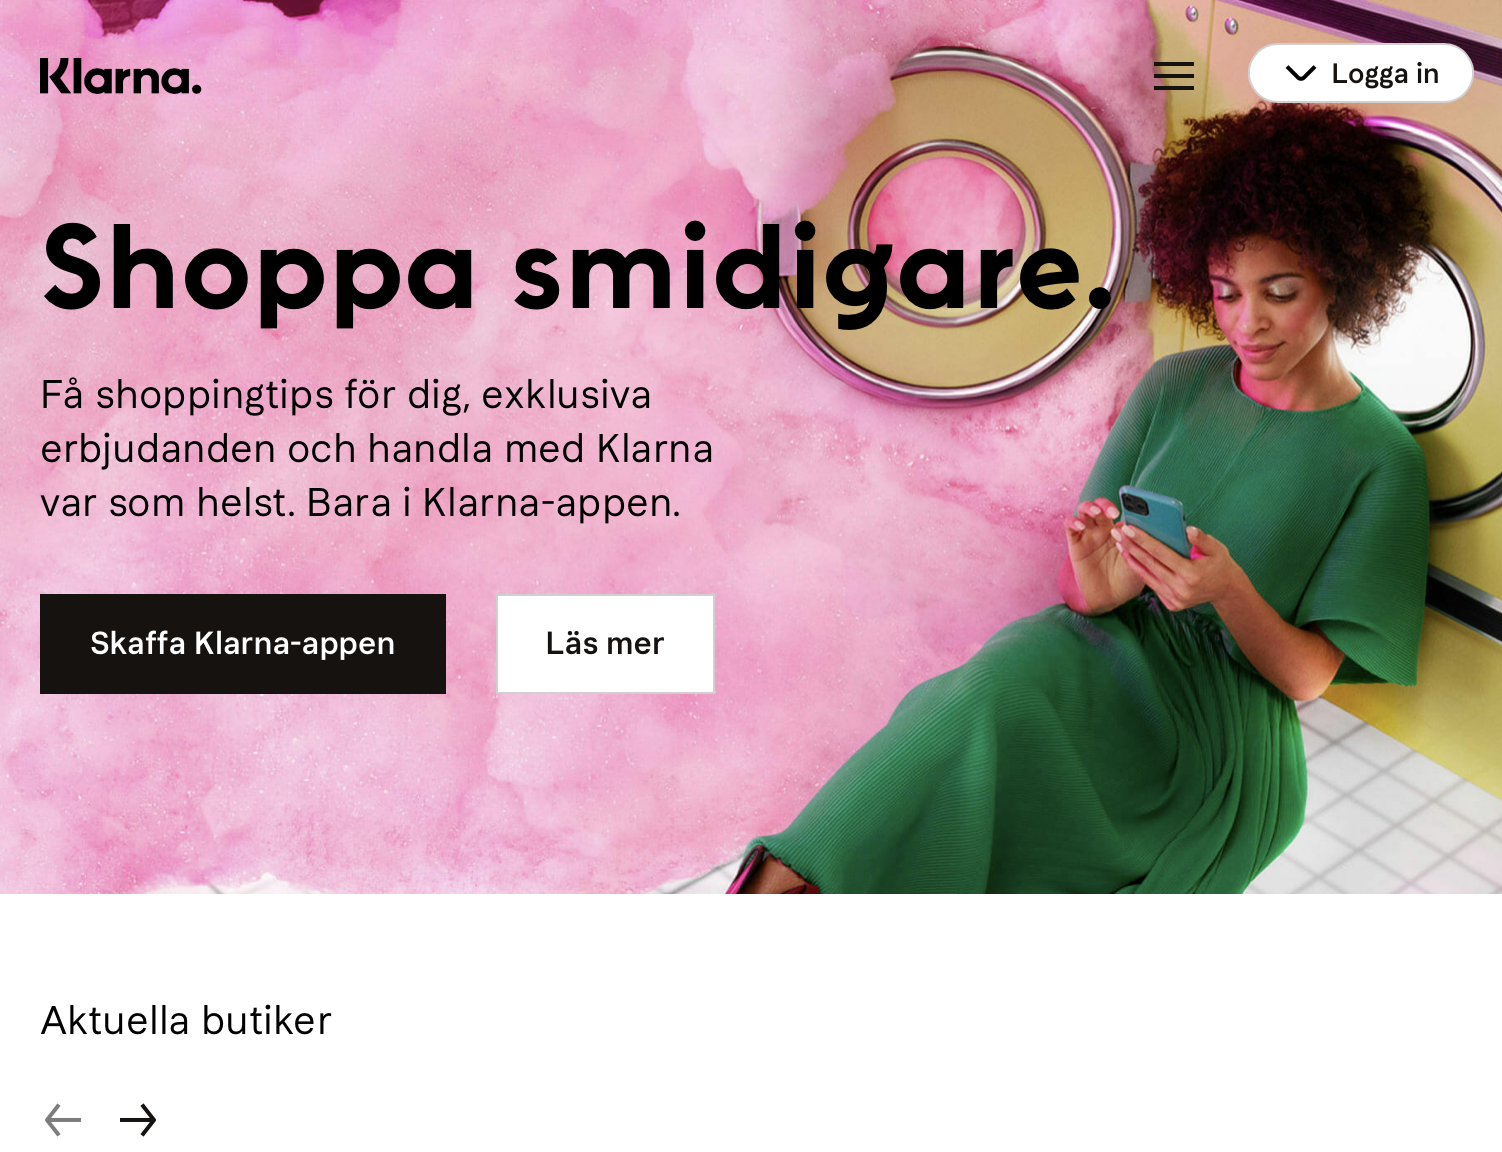 Klarna.
Logga in
Shoppa smidigare.
Få shoppingtips för dig, exklusiva
erbjudanden och handla med Klarna
var som helst. Bara i Klarna-appen.
Skaffa Klarna-appen
Läs mer
Aktuella butiker